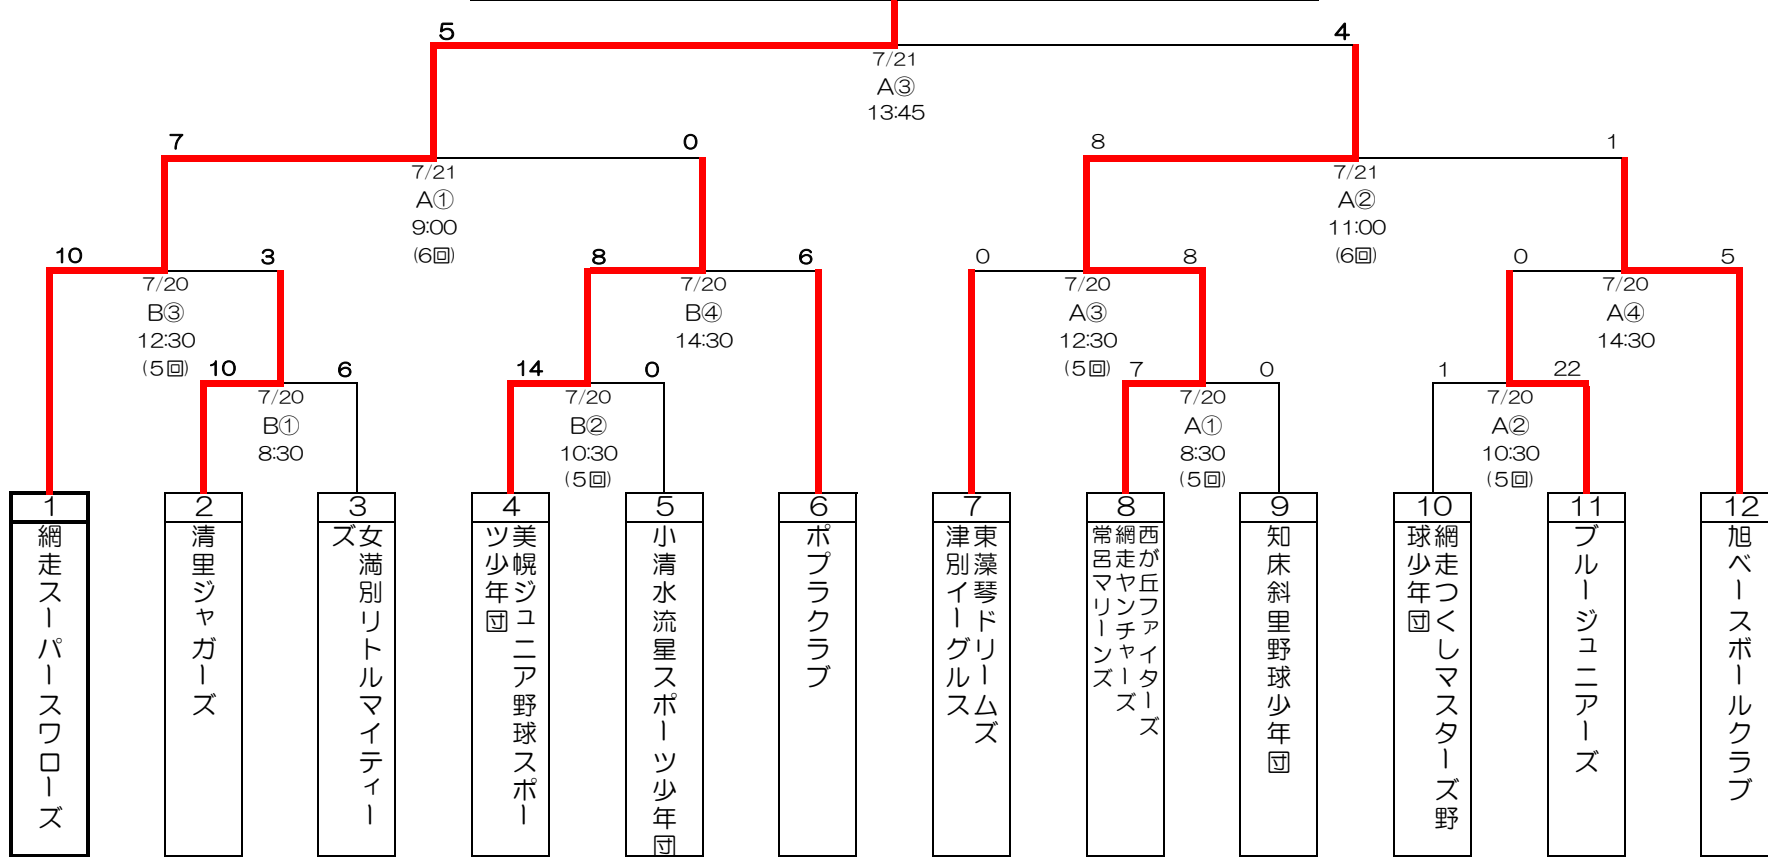 5 4
7/21
A③
13:45
7 0 8 1
7/21 7/21
A① A②
9:00 11:00
(6回) (6回)
10 3 8 6 0 8 0 5
7/20 7/20 7/20 7/20
B③ B④ A③ A④
12:30 14:30 12:30 14:30
(5回) (5回)
10 6 14 0 7 0 1 22
7/20 7/20 7/20 7/20
B① B② A① A②
8:30 10:30 8:30 10:30
(5回) (5回) (5回)
1
網走スーパースワローズ
2
清里ジャガーズ
3
女満別リトルマイティー
ズ
4
美幌ジュニア野球スポー
ツ少年団
5
小清水流星スポーツ少年団
6
ポプラクラブ
7
東藻琴ドリームズ
津別イーグルス
8
西が丘ファイターズ
網走ヤンチャーズ
常呂マリーンズ
9
知床斜里野球少年団
10
網走つくしマスターズ野
球少年団
11
ブルージュニアーズ
12
旭ベースボールクラブ